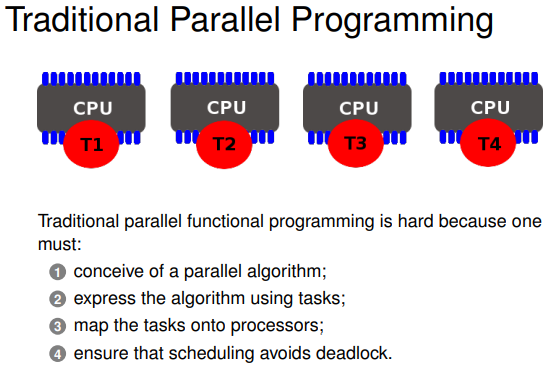 Traditional Parallel Programming
CPU CPU CPU CPU
T1 T2 T3 T4
Traditional parallel functional programming is hard because one
must:
1 conceive of a parallel algorithm;
2 express the algorithm using tasks;
3 map the tasks onto processors;
4 ensure that scheduling avoids deadlock.